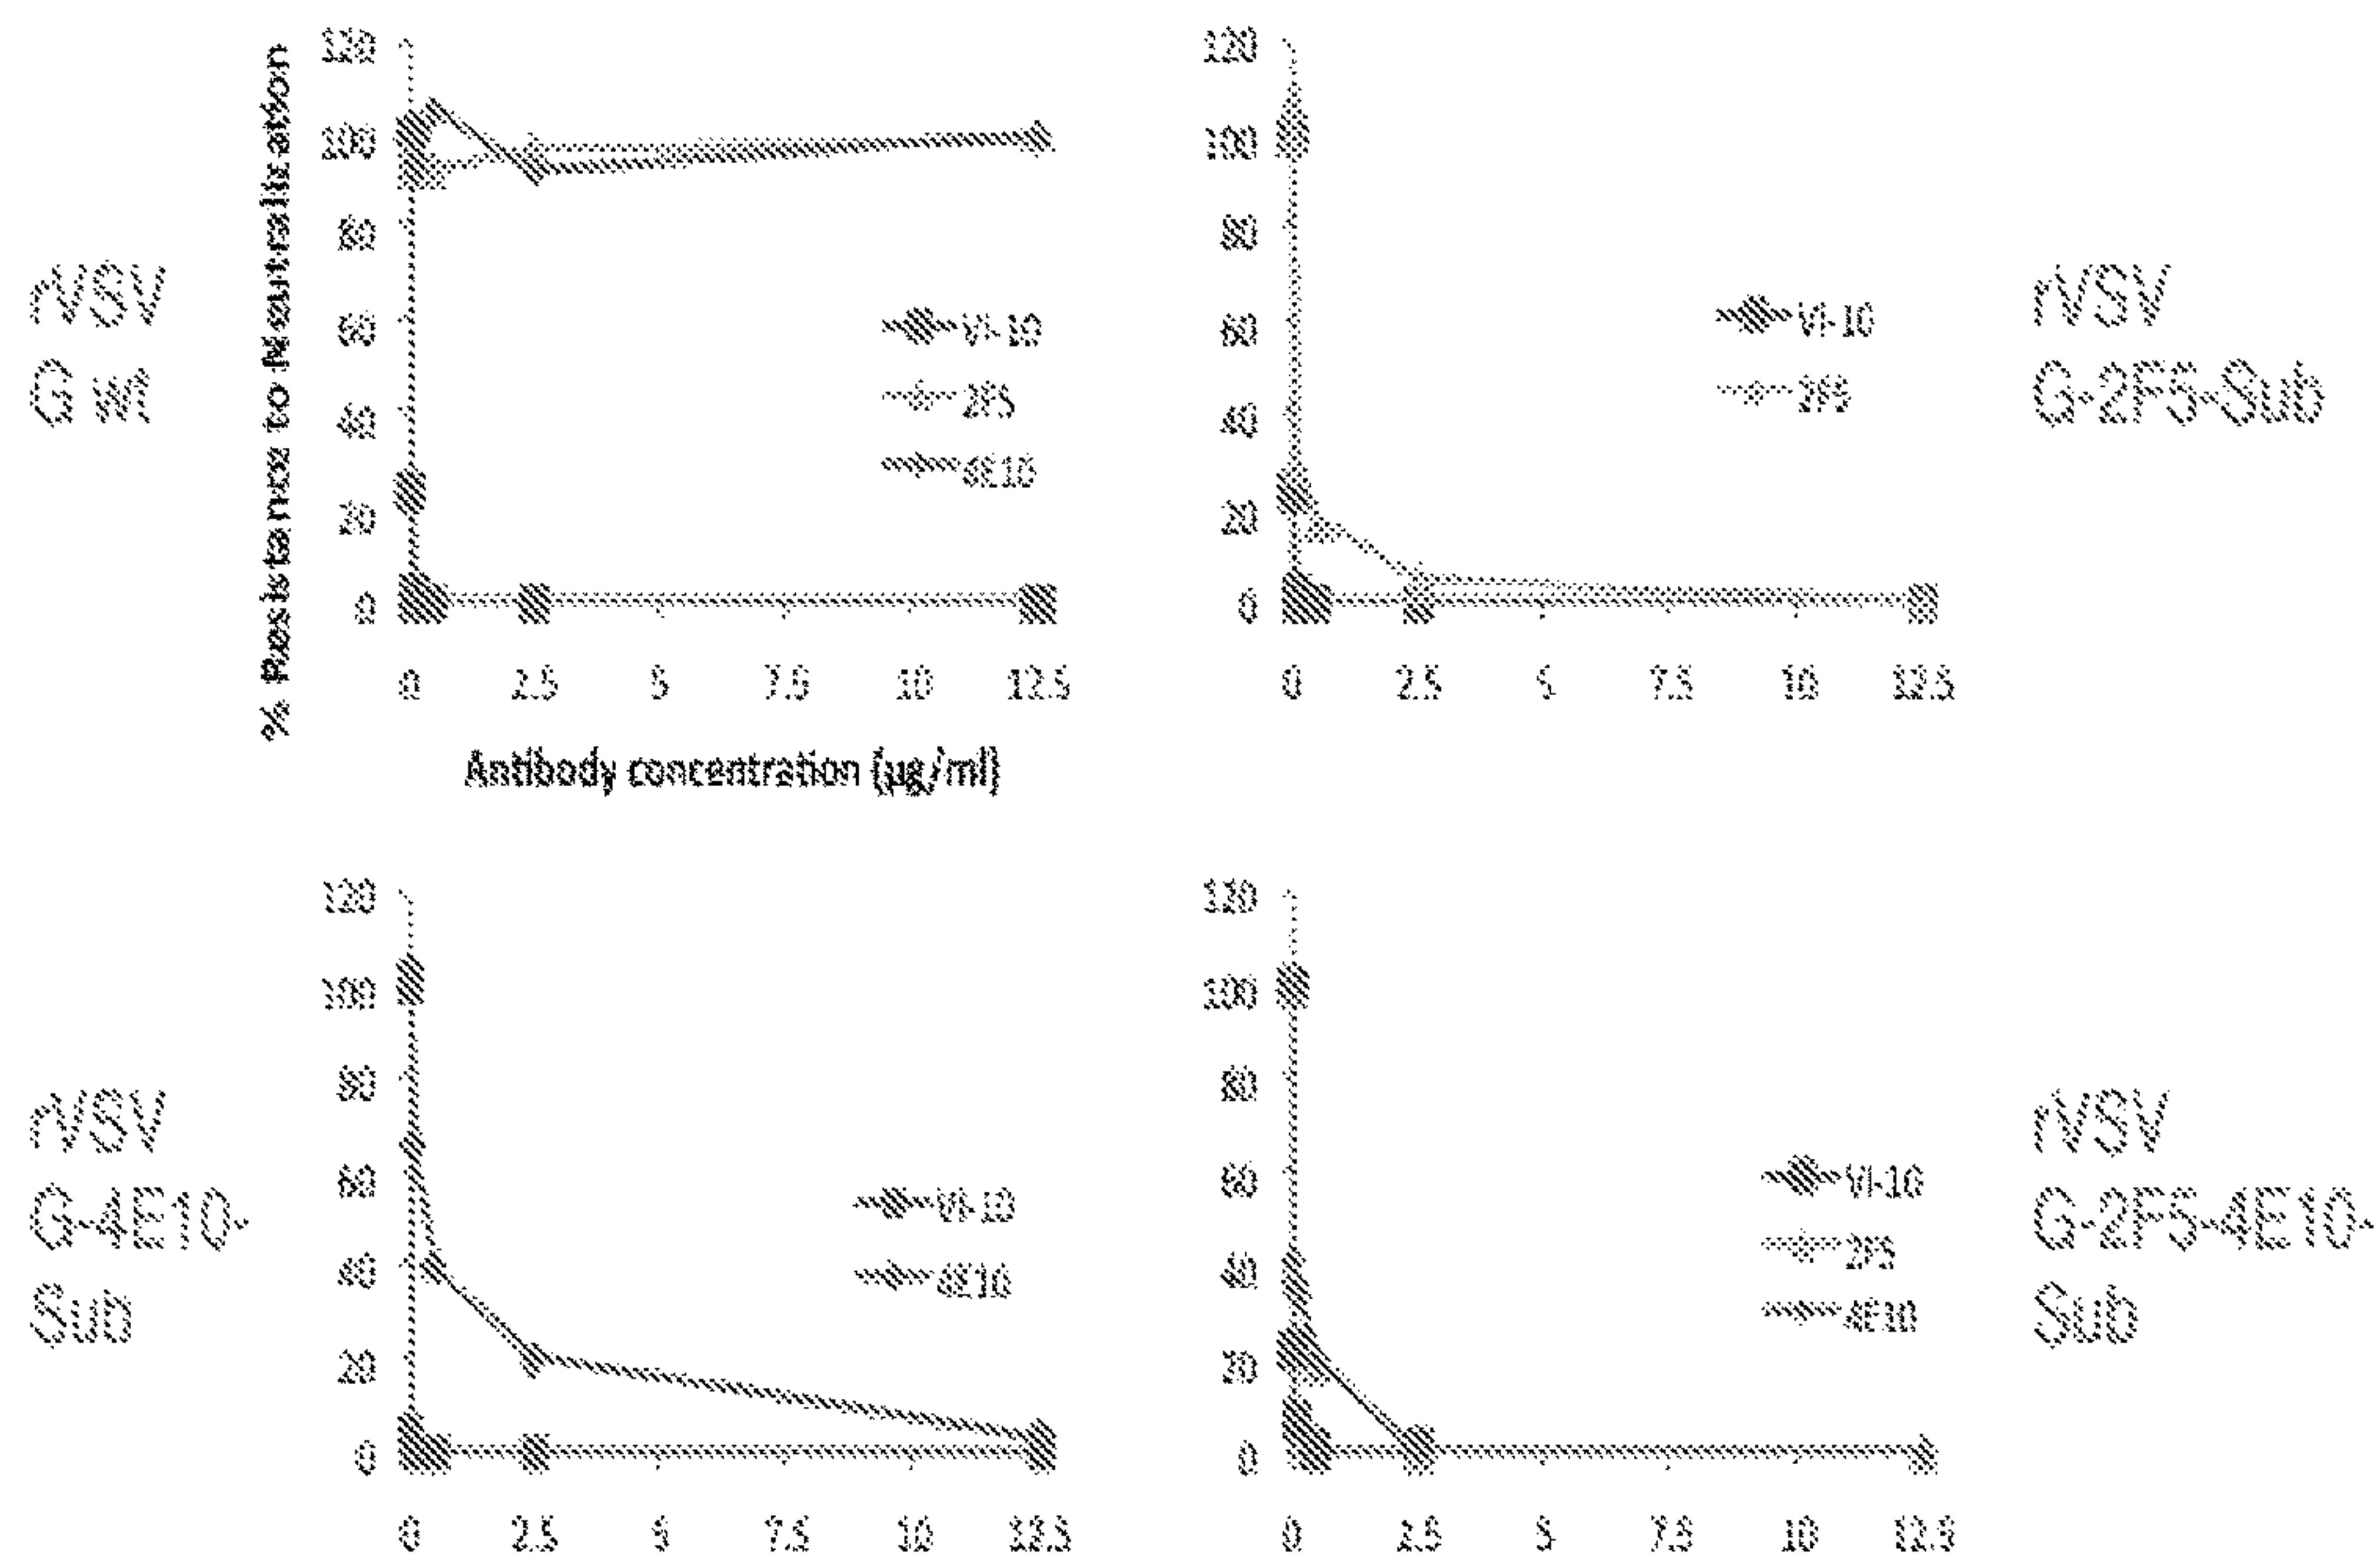 rVSV
G wt
% Resistance to Neutralization
120
100
80
60
40
20
0
VI-10
2F5
4E10
0 2.5 5 7.5 10 12.5
Antibody concentration (µg/ml)
120
100
80
60
40
20
0
VI-10
2F5
0 2.5 5 7.5 10 12.5
rVSV
G-2F5-Sub
rVSV
G-4E10-
Sub
120
100
80
60
40
20
0
VI-10
4E10
0 2.5 5 7.5 10 12.5
120
100
80
60
40
20
0
VI-10
2F5
4E10
0 2.5 5 7.5 10 12.5
rVSV
G-2F5-4E10-
Sub